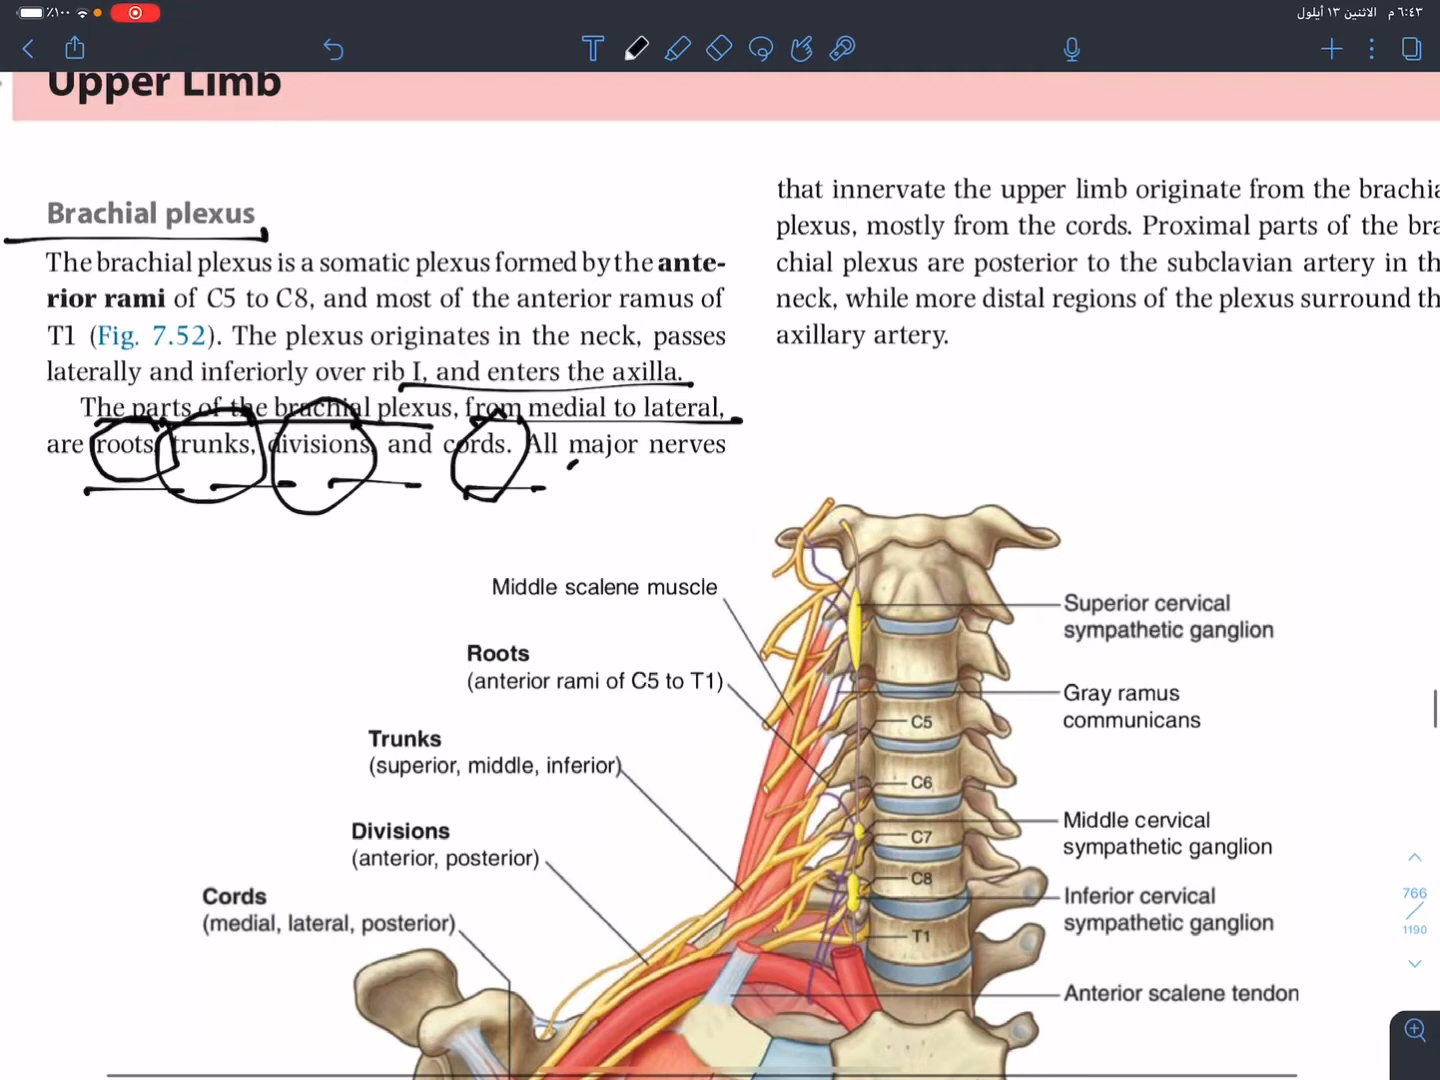 ٪١٠٠
٦:٤٣ م الاثنين ١٣ أيلول
Upper Limb
Brachial plexus
The brachial plexus is a somatic plexus formed by the ante-
rior rami of C5 to C8, and most of the anterior ramus of
T1 (Fig. 7.52). The plexus originates in the neck, passes
laterally and inferiorly over rib I, and enters the axilla.
The parts of the brachial plexus, from medial to lateral,
are roots, trunks, divisions, and cords. All major nerves
that innervate the upper limb originate from the brachia
plexus, mostly from the cords. Proximal parts of the bra
chial plexus are posterior to the subclavian artery in th
neck, while more distal regions of the plexus surround th
axillary artery.
Middle scalene muscle
Roots
(anterior rami of C5 to T1)
Trunks
(superior, middle, inferior)
Divisions
(anterior, posterior)
Cords
(medial, lateral, posterior)
C5
C6
C7
C8
T1
Superior cervical
sympathetic ganglion
Gray ramus
communicans
Middle cervical
sympathetic ganglion
Inferior cervical
sympathetic ganglion
Anterior scalene tendon
766
1190